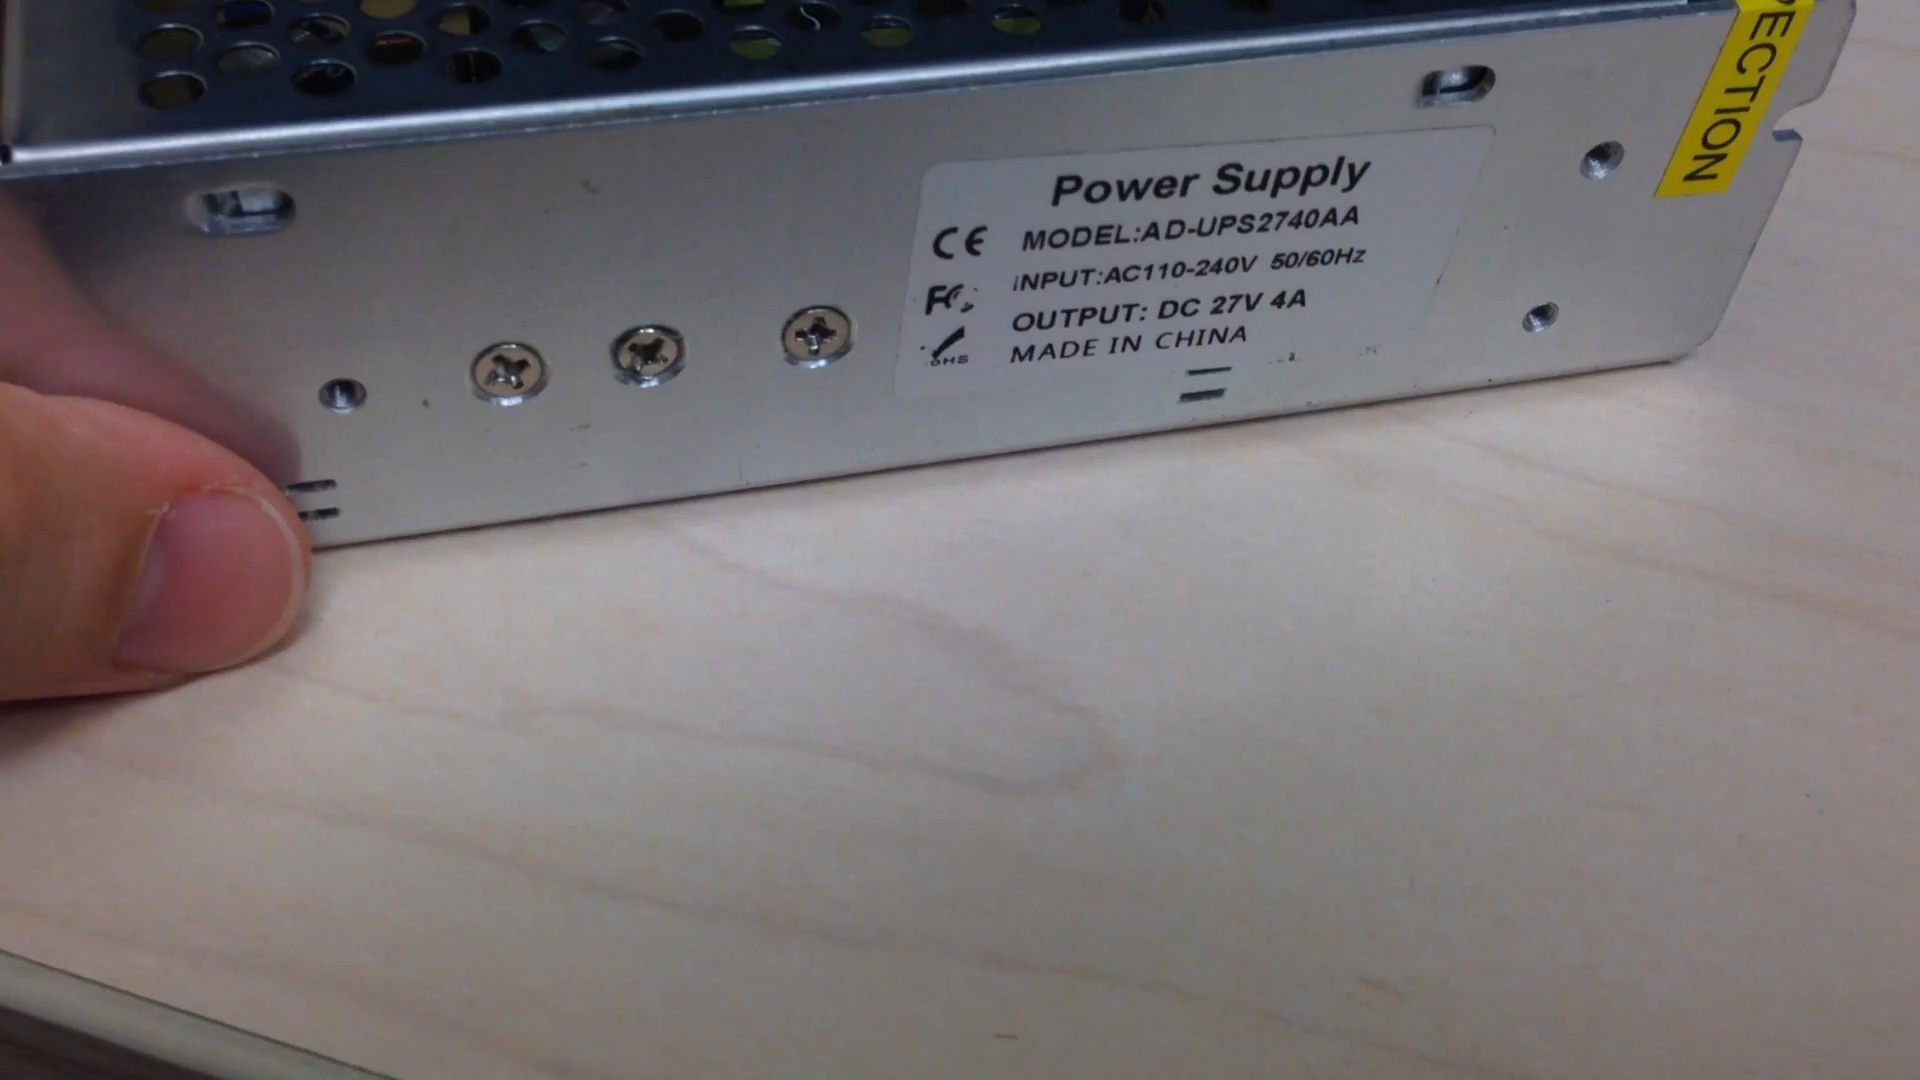 Power Supply
CE MODEL:AD-UPS2740AA
FC INPUT:AC110-240V 50/60Hz
OUTPUT: DC 27V 4A
MADE IN CHINA
ECTION